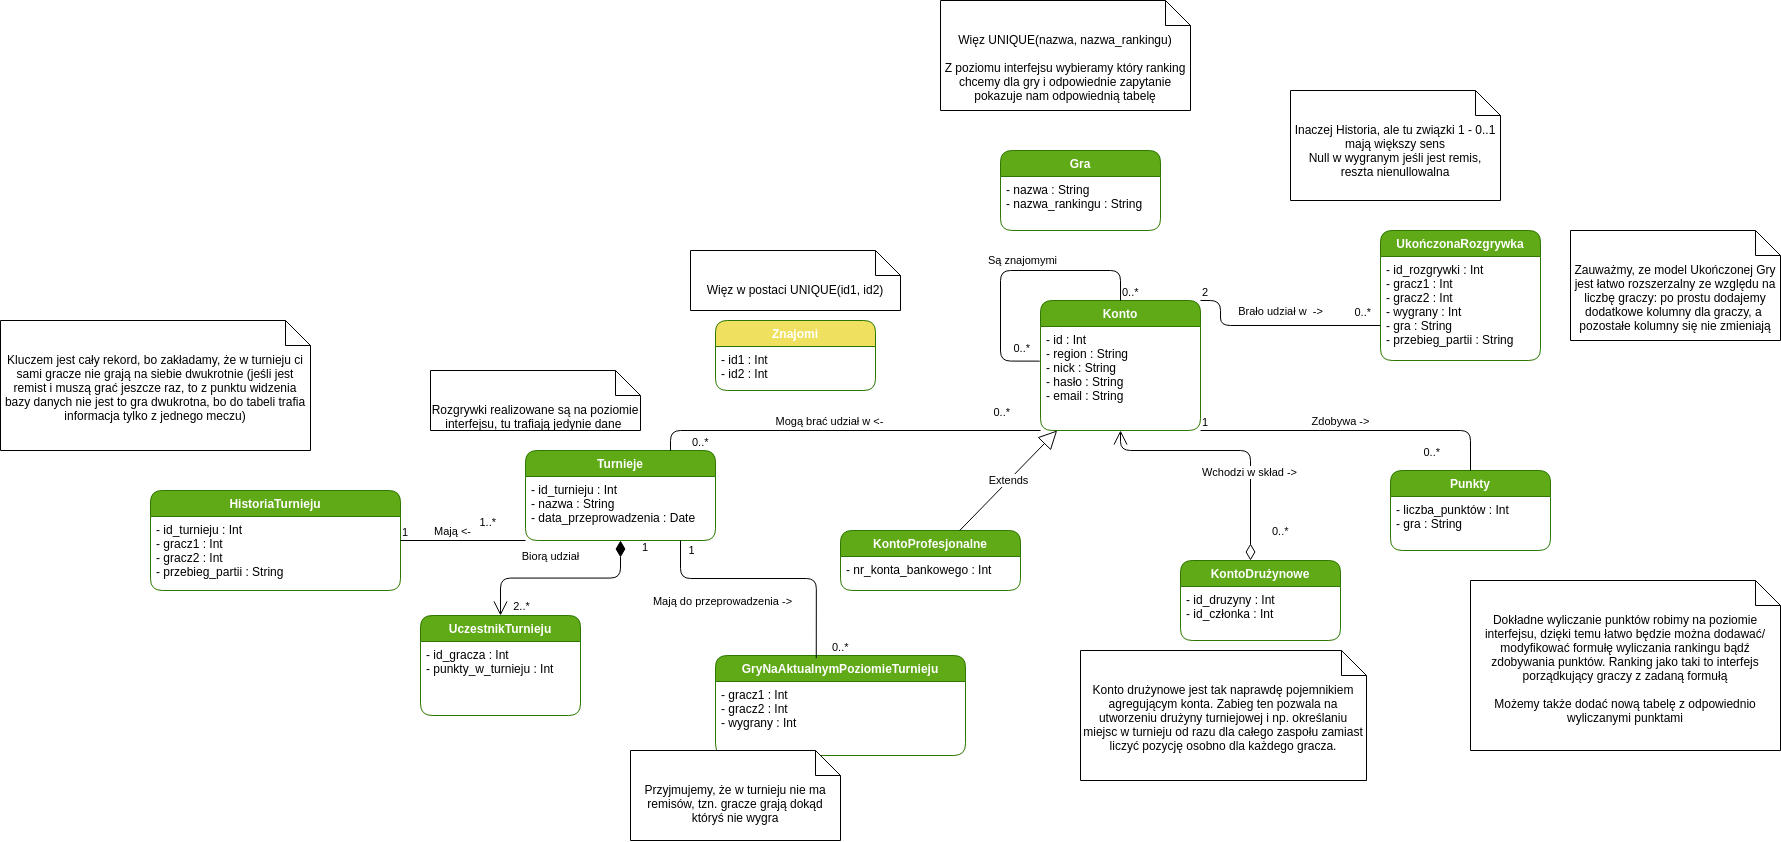 Więz UNIQUE(nazwa, nazwa_rankingu)
Z poziomu interfejsu wybieramy który ranking
chcemy dla gry i odpowiednie zapytanie
pokazuje nam odpowiednią tabelę
Inaczej Historia, ale tu związki 1 - 0..1
mają większy sens
Null w wygranym jeśli jest remis,
reszta nienullowalna
Gra
- nazwa : String
- nazwa_rankingu : String
UkończonaRozgrywka
- id_rozgrywki : Int
- gracz1 : Int
- gracz2 : Int
- wygrany : Int
- gra : String
- przebieg_partii : String
Zauważmy, ze model Ukończonej Gry
jest łatwo rozszerzalny ze względu na
liczbę graczy: po prostu dodajemy
dodatkowe kolumny dla graczy, a
pozostałe kolumny się nie zmieniają
Są znajomymi
0..*
0..*
Więz w postaci UNIQUE(id1, id2)
Znajomi
- id1 : Int
- id2 : Int
Konto
- id : Int
- region : String
- nick : String
- hasło : String
- email : String
2
Brało udział w  ->
0..*
Kluczem jest cały rekord, bo zakładamy, że w turnieju ci
sami gracze nie grają na siebie dwukrotnie (jeśli jest
remist i muszą grać jeszcze raz, to z punktu widzenia
bazy danych nie jest to gra dwukrotna, bo do tabeli trafia
informacja tylko z jednego meczu)
Rozgrywki realizowane są na poziomie
interfejsu, tu trafiają jedynie dane
0..*
Mogą brać udział w <-
0..*
1
Zdobywa ->
0..*
Turnieje
- id_turnieju : Int
- nazwa : String
- data_przeprowadzenia : Date
HistoriaTurnieju
- id_turnieju : Int
- gracz1 : Int
- gracz2 : Int
- przebieg_partii : String
1
Mają <-
1..*
Extends
Wchodzi w skład ->
0..*
Punkty
- liczba_punktów : Int
- gra : String
Biorą udział
1
2..*
1
Mają do przeprowadzenia ->
0..*
KontoProfesjonalne
- nr_konta_bankowego : Int
KontoDrużynowe
- id_druzyny : Int
- id_członka : Int
UczestnikTurnieju
- id_gracza : Int
- punkty_w_turnieju : Int
GryNaAktualnymPoziomieTurnieju
- gracz1 : Int
- gracz2 : Int
- wygrany : Int
Dokładne wyliczanie punktów robimy na poziomie
interfejsu, dzięki temu łatwo będzie można dodawać/
modyfikować formułę wyliczania rankingu bądź
zdobywania punktów. Ranking jako taki to interfejs
porządkujący graczy z zadaną formułą
Możemy także dodać nową tabelę z odpowiednio
wyliczanymi punktami
Konto drużynowe jest tak naprawdę pojemnikiem
agregującym konta. Zabieg ten pozwala na
utworzeniu drużyny turniejowej i np. określaniu
miejsc w turnieju od razu dla całego zaspołu zamiast
liczyć pozycję osobno dla każdego gracza.
Przyjmujemy, że w turnieju nie ma
remisów, tzn. gracze grają dokąd
któryś nie wygra